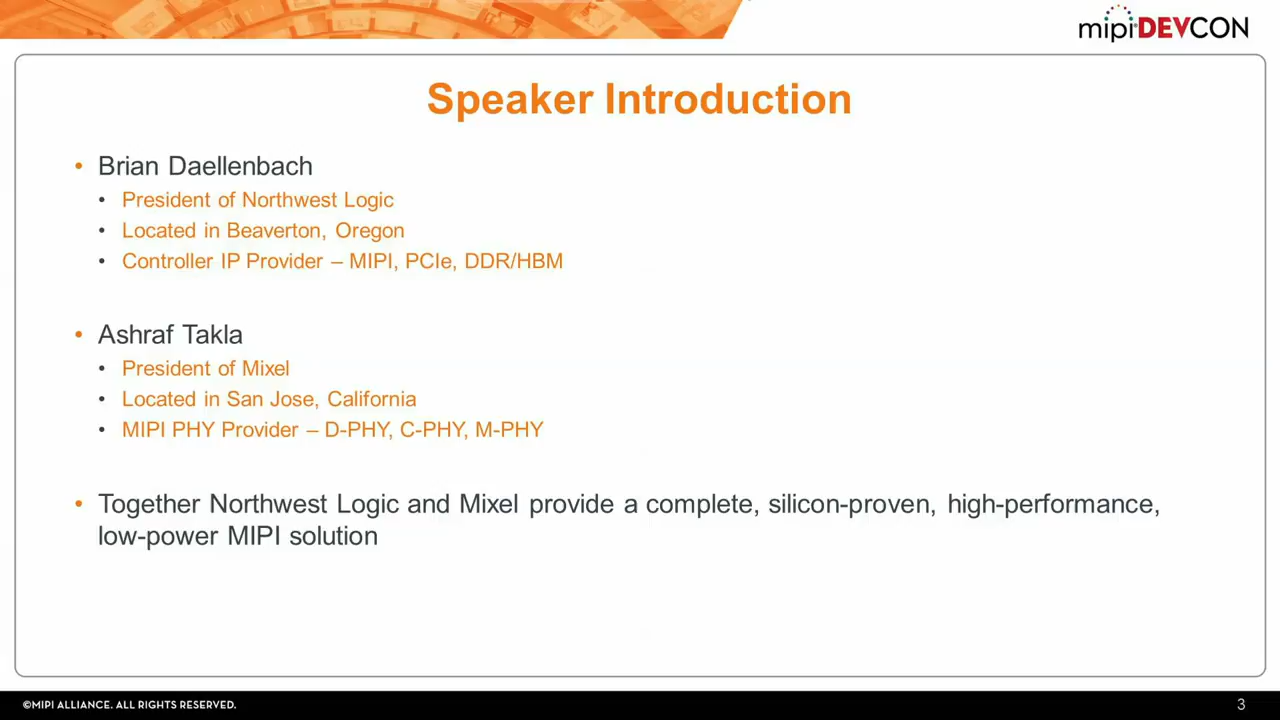 mipi DEVCON
Speaker Introduction
• Brian Daellenbach
• President of Northwest Logic
• Located in Beaverton, Oregon
• Controller IP Provider – MIPI, PCIe, DDR/HBM
• Ashraf Takla
• President of Mixel
• Located in San Jose, California
• MIPI PHY Provider – D-PHY, C-PHY, M-PHY
• Together Northwest Logic and Mixel provide a complete, silicon-proven, high-performance,
low-power MIPI solution
©MIPI ALLIANCE. ALL RIGHTS RESERVED.
3